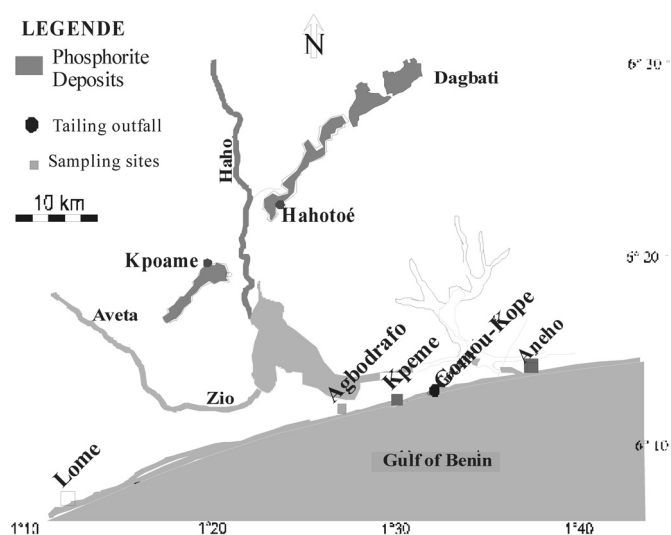 LEGENDE
Phosphorite
Deposits
Tailing outfall
Sampling sites
10 km
N
Dagbati
Haho
Hahotoé
Kpoame
Aveta
Zio
Agbodrafo
Kpeme
Gomou-Kope
Aneho
Lome
Gulf of Benin
6° 20
6° 10
1°10
1°20
1°30
1°40